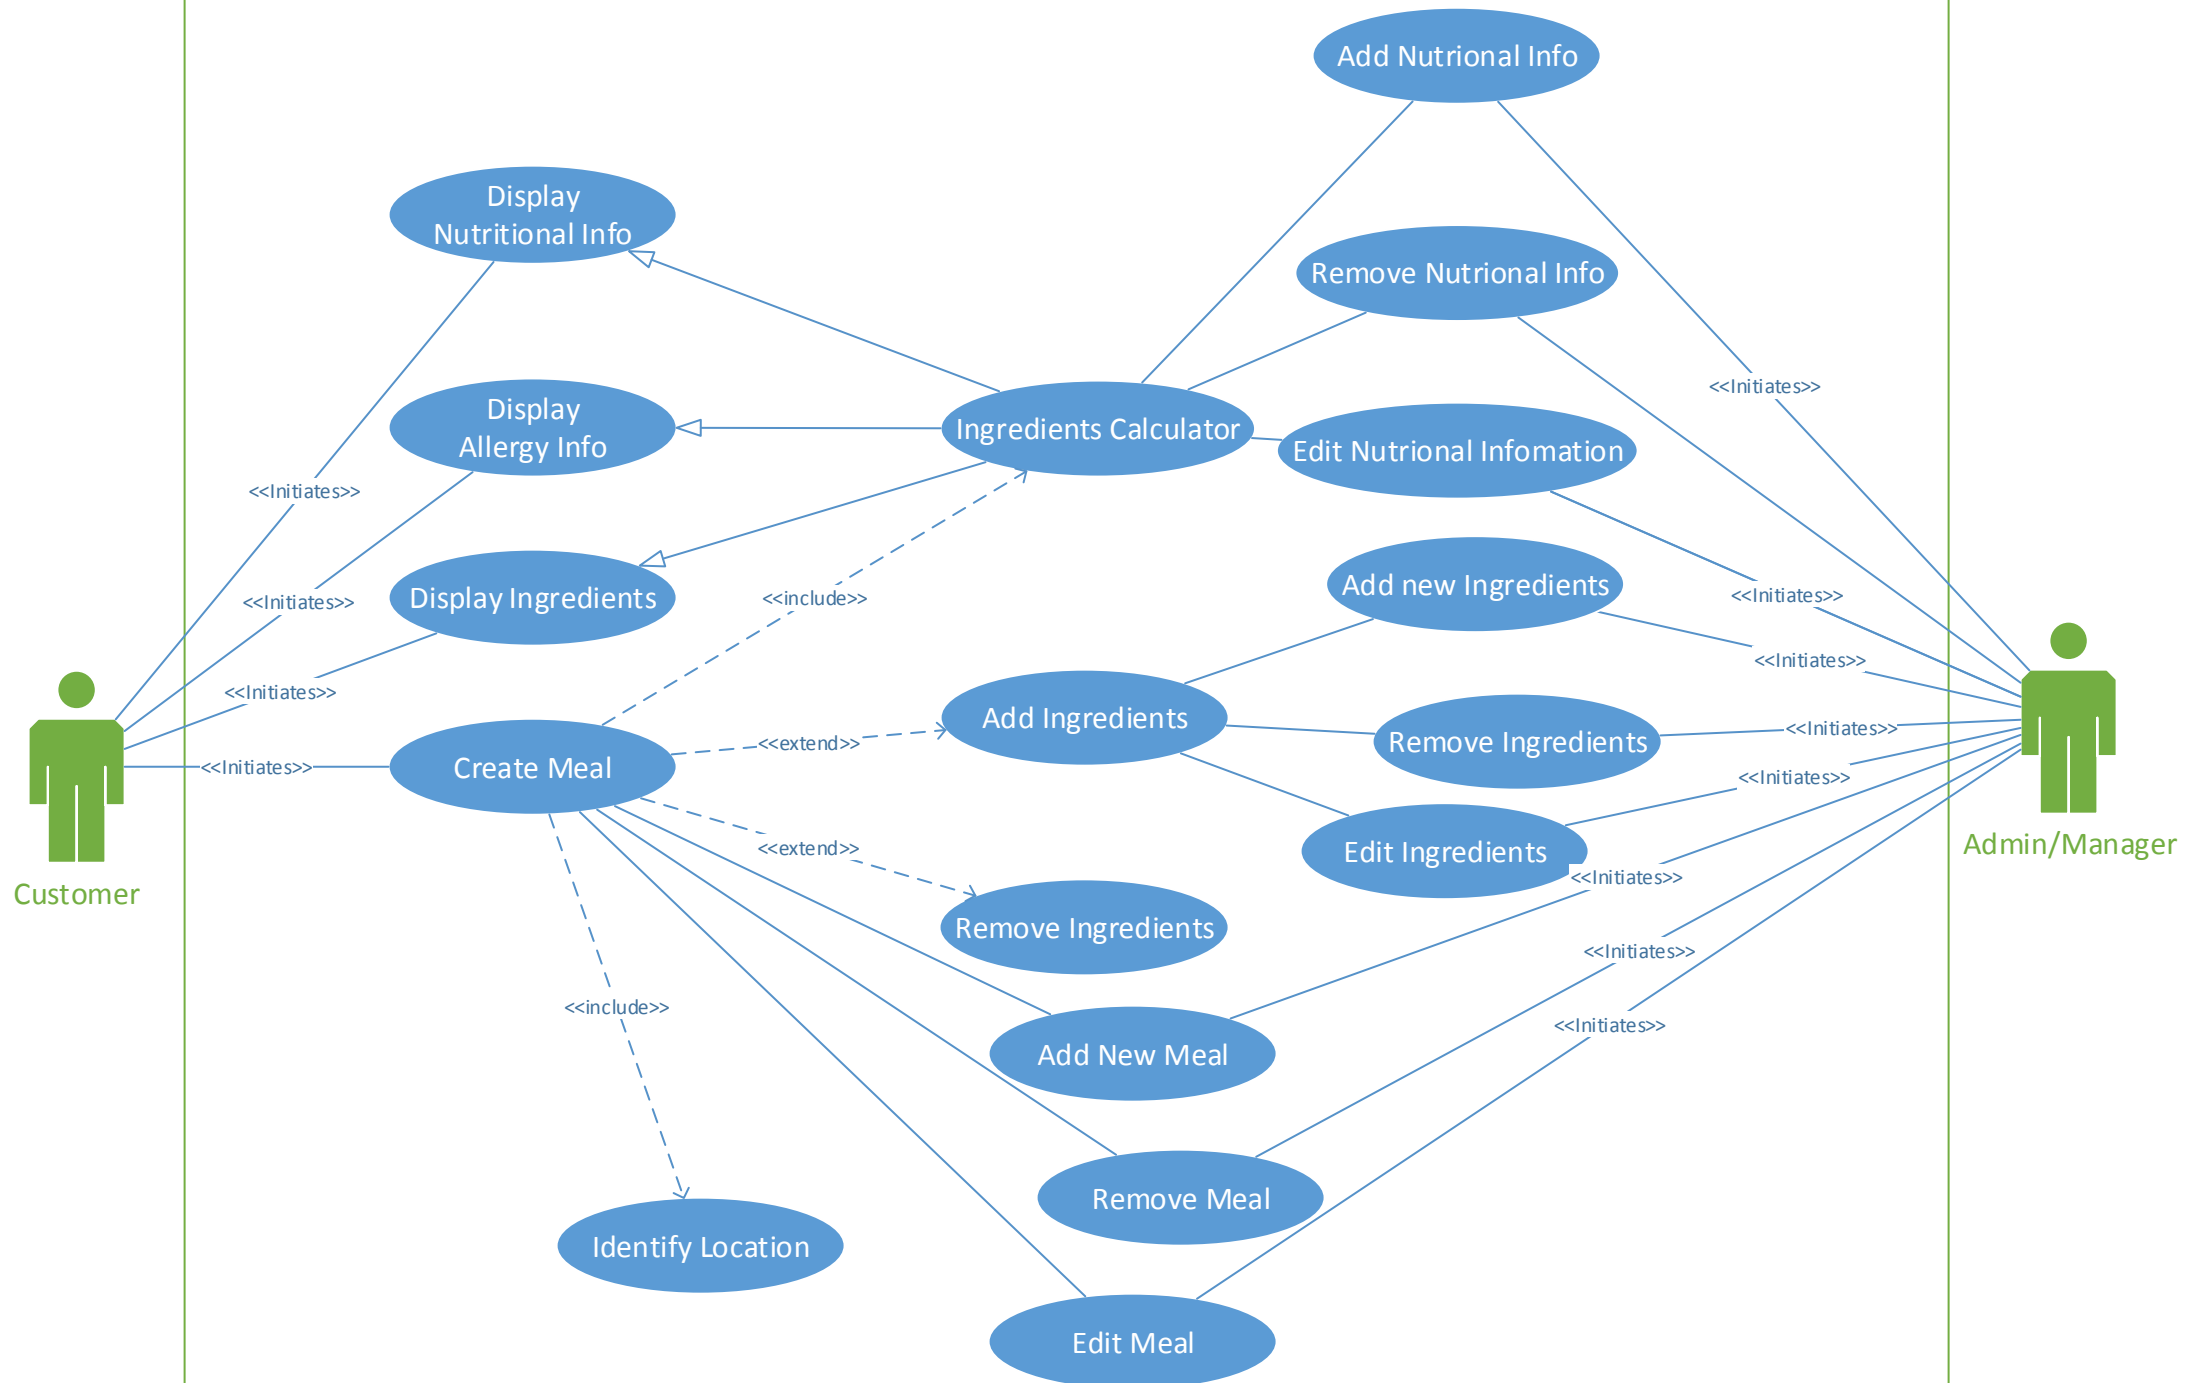 Add Nutrional Info
Display
Nutritional Info
Remove Nutrional Info
<<Initiates>>
Display
Allergy Info
Ingredients Calculator
Edit Nutrional Infomation
<<Initiates>>
Add new Ingredients
<<Initiates>>
<<Initiates>>
Display Ingredients
<<include>>
<<Initiates>>
<<Initiates>>
Add Ingredients
<<Initiates>>
Remove Ingredients
<<extend>>
<<Initiates>>
Create Meal
<<Initiates>>
<<extend>>
Edit Ingredients
Admin/Manager
<<Initiates>>
Customer
Remove Ingredients
<<Initiates>>
<<include>>
<<Initiates>>
Add New Meal
Remove Meal
Identify Location
Edit Meal